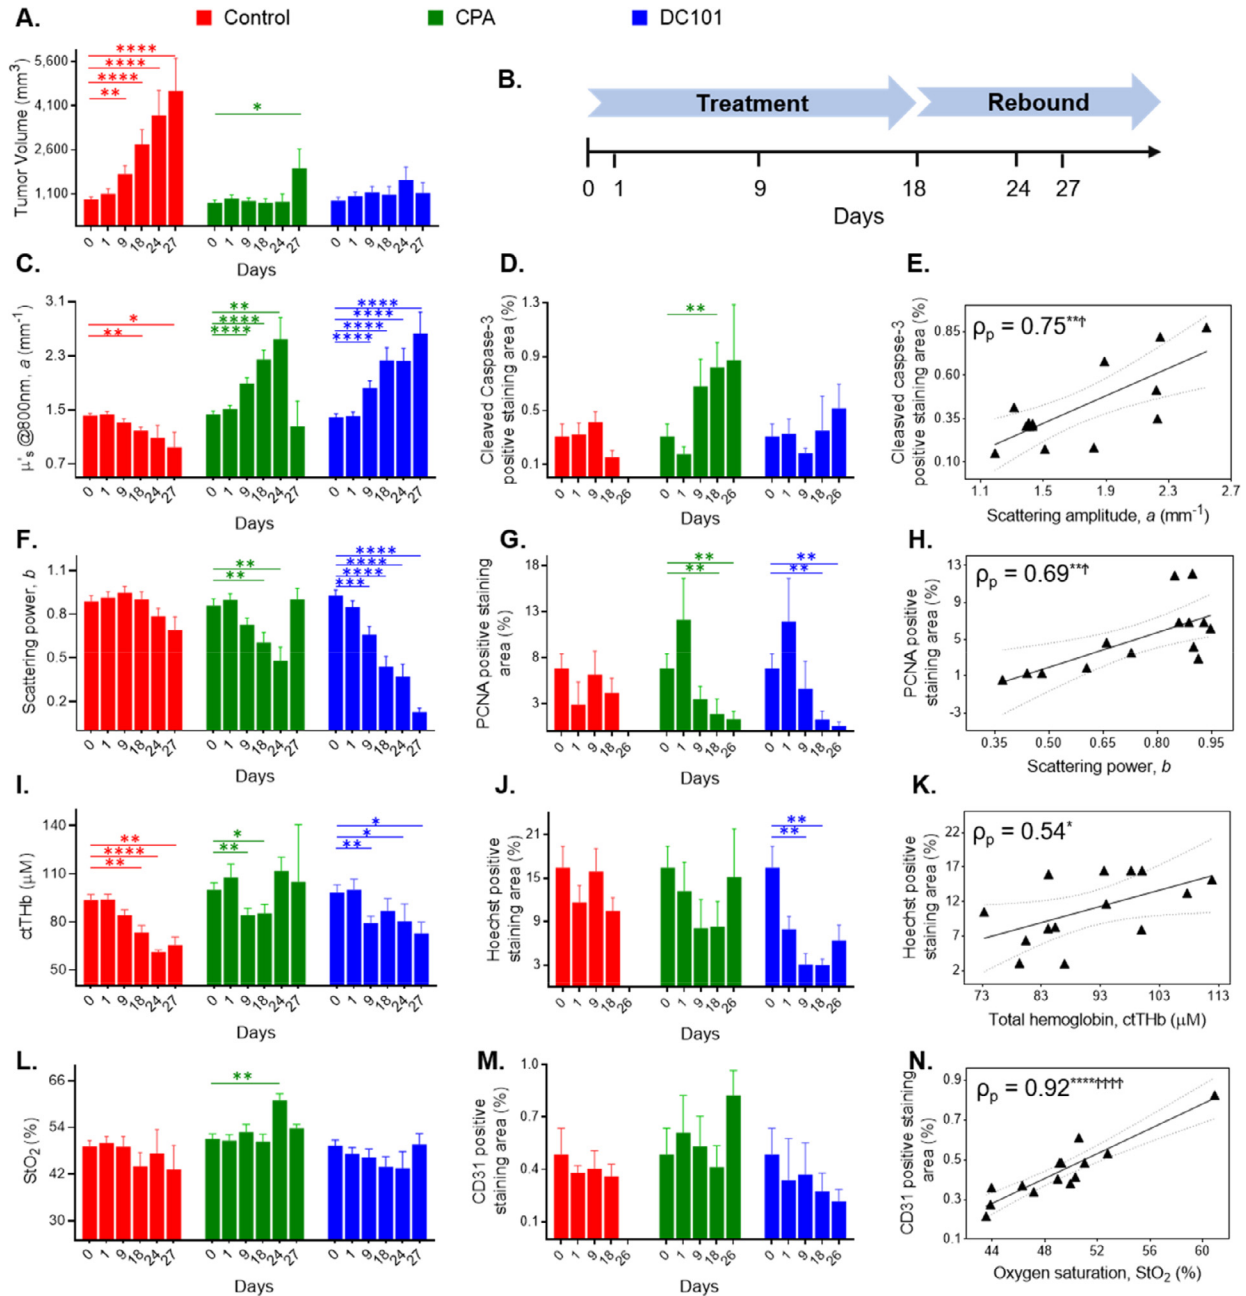 A.
Control
CPA
DC101
Tumor Volume (mm³)
5,600
4,100
2,600
1,100
****
****
****
**
*
0 1 9 18 24 27
0 1 9 18 24 27
0 1 9 18 24 27
Days
B.
Treatment
Rebound
0 1 9 18 24 27
Days
C.
μ's @800nm, a (mm⁻¹)
3.1
2.3
1.5
0.7
*
**
**
****
****
****
****
****
****
0 1 9 18 24 27
0 1 9 18 24 27
0 1 9 18 24 27
Days
D.
Cleaved Caspase-3
positive staining area (%)
1.3
0.9
0.5
0.1
**
0 1 9 18 26
0 1 9 18 26
0 1 9 18 26
Days
E.
Cleasved caspse-3
positive staining area (%)
0.85
0.60
0.35
0.10
ρp = 0.75**†
1.1 1.5 1.9 2.3 2.7
Scattering amplitude, a (mm⁻¹)
F.
Scattering power, b
1.1
0.8
0.5
0.2
**
**
****
****
****
***
0 1 9 18 24 27
0 1 9 18 24 27
0 1 9 18 24 27
Days
G.
PCNA positive staining
area (%)
18
13
8
3
**
**
**
**
0 1 9 18 26
0 1 9 18 26
0 1 9 18 26
Days
H.
PCNA positive
staining area (%)
13
9
5
1
-3
ρp = 0.69**†
0.35 0.50 0.65 0.80 0.95
Scattering power, b
I.
ctTHb (μM)
140
110
80
50
**
****
**
*
**
*
*
**
0 1 9 18 24 27
0 1 9 18 24 27
0 1 9 18 24 27
Days
J.
Hoechst positive
staining area (%)
21
15
9
3
**
**
0 1 9 18 26
0 1 9 18 26
0 1 9 18 26
Days
K.
Hoechst positive
staining area (%)
22
17
12
7
2
ρp = 0.54*
73 83 93 103 113
Total hemoglobin, ctTHb (μM)
L.
StO₂ (%)
66
54
42
30
**
0 1 9 18 24 27
0 1 9 18 24 27
0 1 9 18 24 27
Days
M.
CD31 positive
staining area (%)
1.0
0.7
0.4
0.1
0 1 9 18 26
0 1 9 18 26
0 1 9 18 26
Days
N.
CD31 positive staining
area (%)
0.9
0.7
0.5
0.3
0.1
ρp = 0.92****††††
44 48 52 56 60
Oxygen saturation, StO₂ (%)